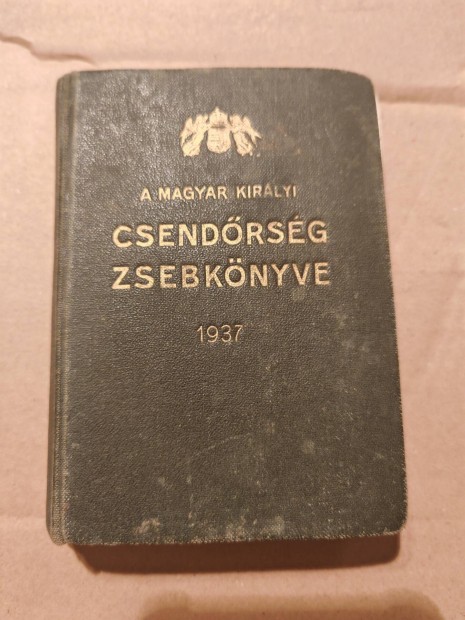 A MAGYAR KIRÁLYI
CSENDŐRSÉG
ZSEBKÖNYVE
1937